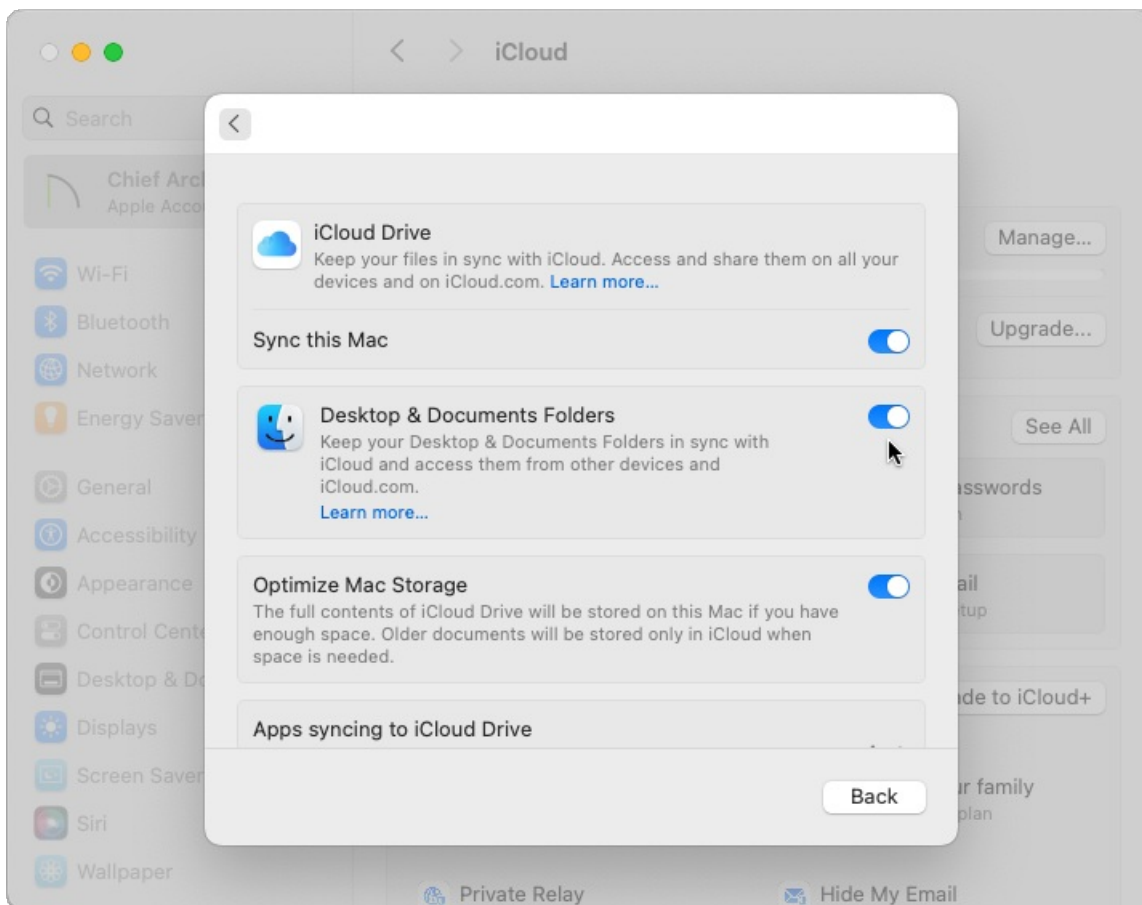 iCloud
Search
Chief Arc
Apple Acco
Wi-Fi
Bluetooth
Network
Energy Saver
General
Accessibility
Appearance
Control Cente
Desktop & Do
Displays
Screen Saver
Siri
Wallpaper
iCloud Drive
Keep your files in sync with iCloud. Access and share them on all your
devices and on iCloud.com. Learn more...
Sync this Mac
Desktop & Documents Folders
Keep your Desktop & Documents Folders in sync with
iCloud and access them from other devices and
iCloud.com.
Learn more...
Optimize Mac Storage
The full contents of iCloud Drive will be stored on this Mac if you have
enough space. Older documents will be stored only in iCloud when
space is needed.
Apps syncing to iCloud Drive
Back
Manage...
Upgrade...
See All
asswords
ail
etup
ade to iCloud+
ur family
plan
Private Relay
Hide My Email